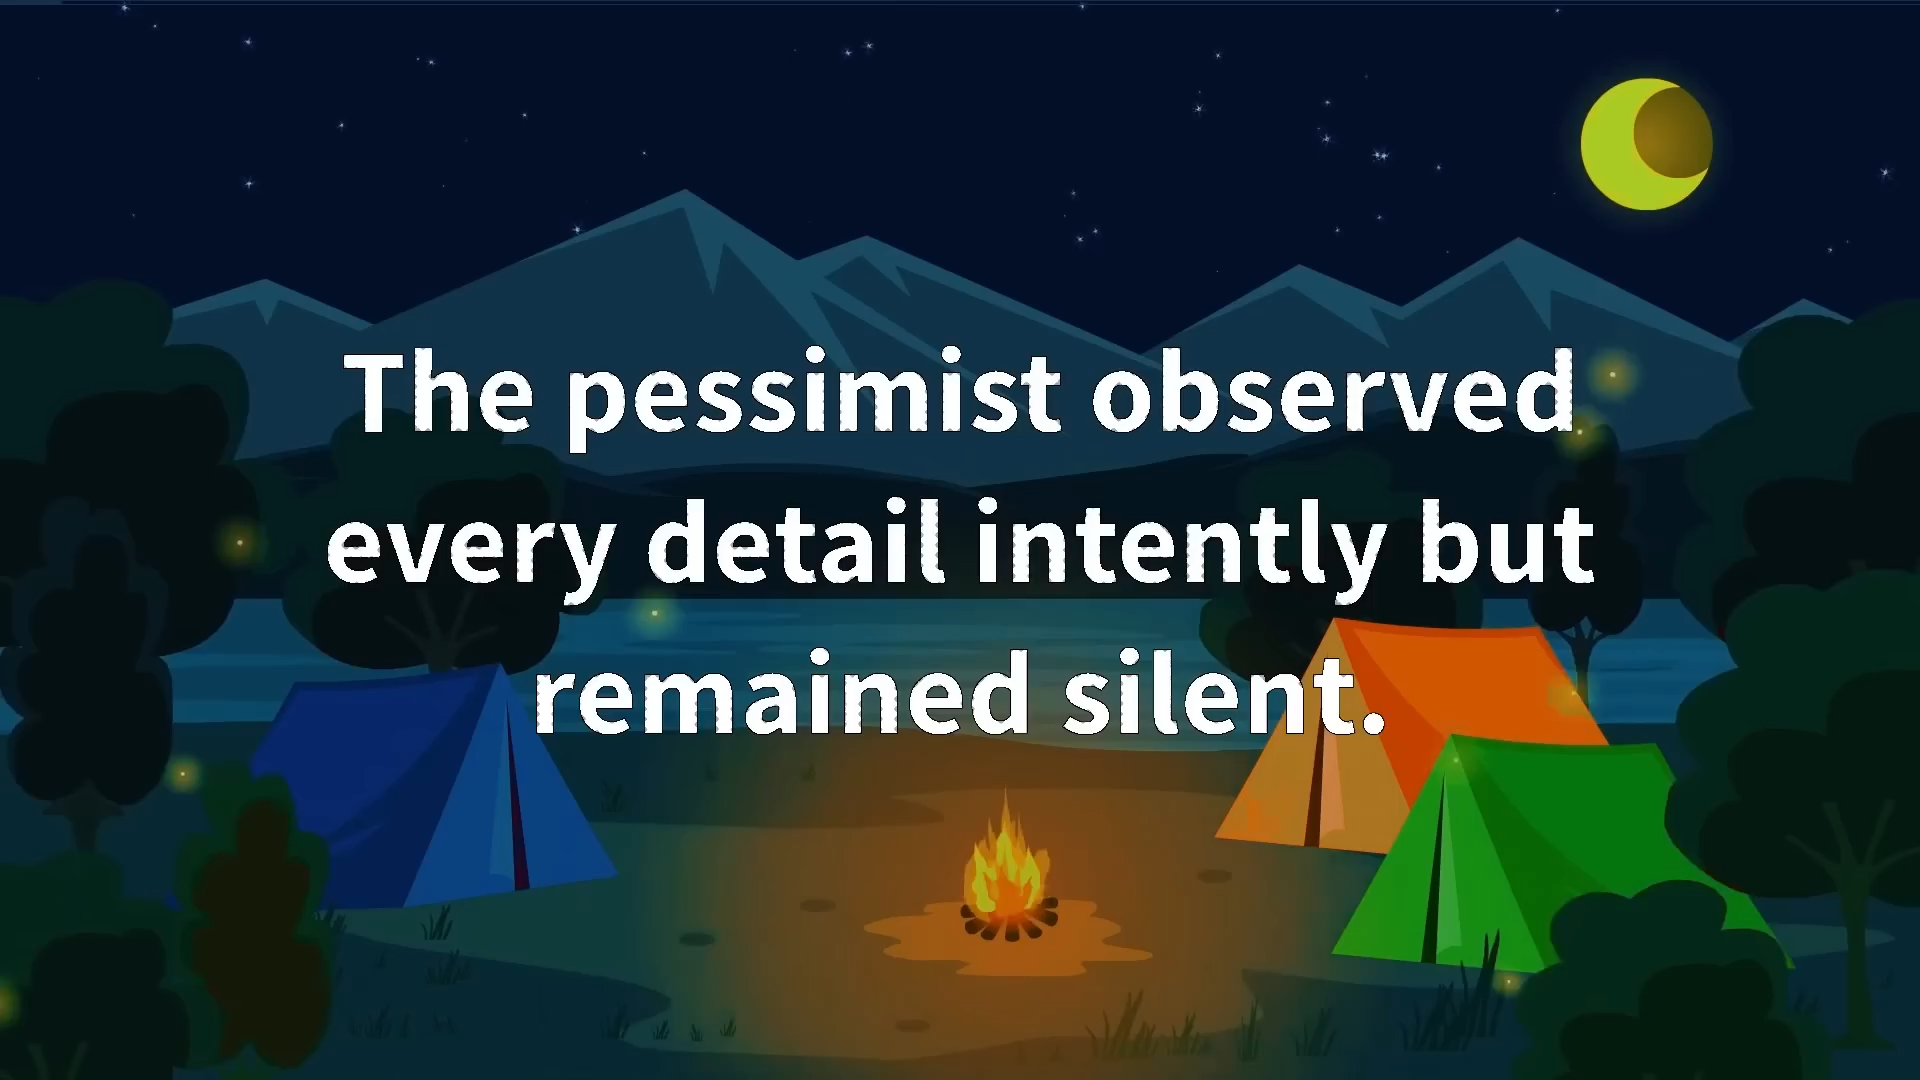 The pessimist observed
every detail intently but
remained silent.